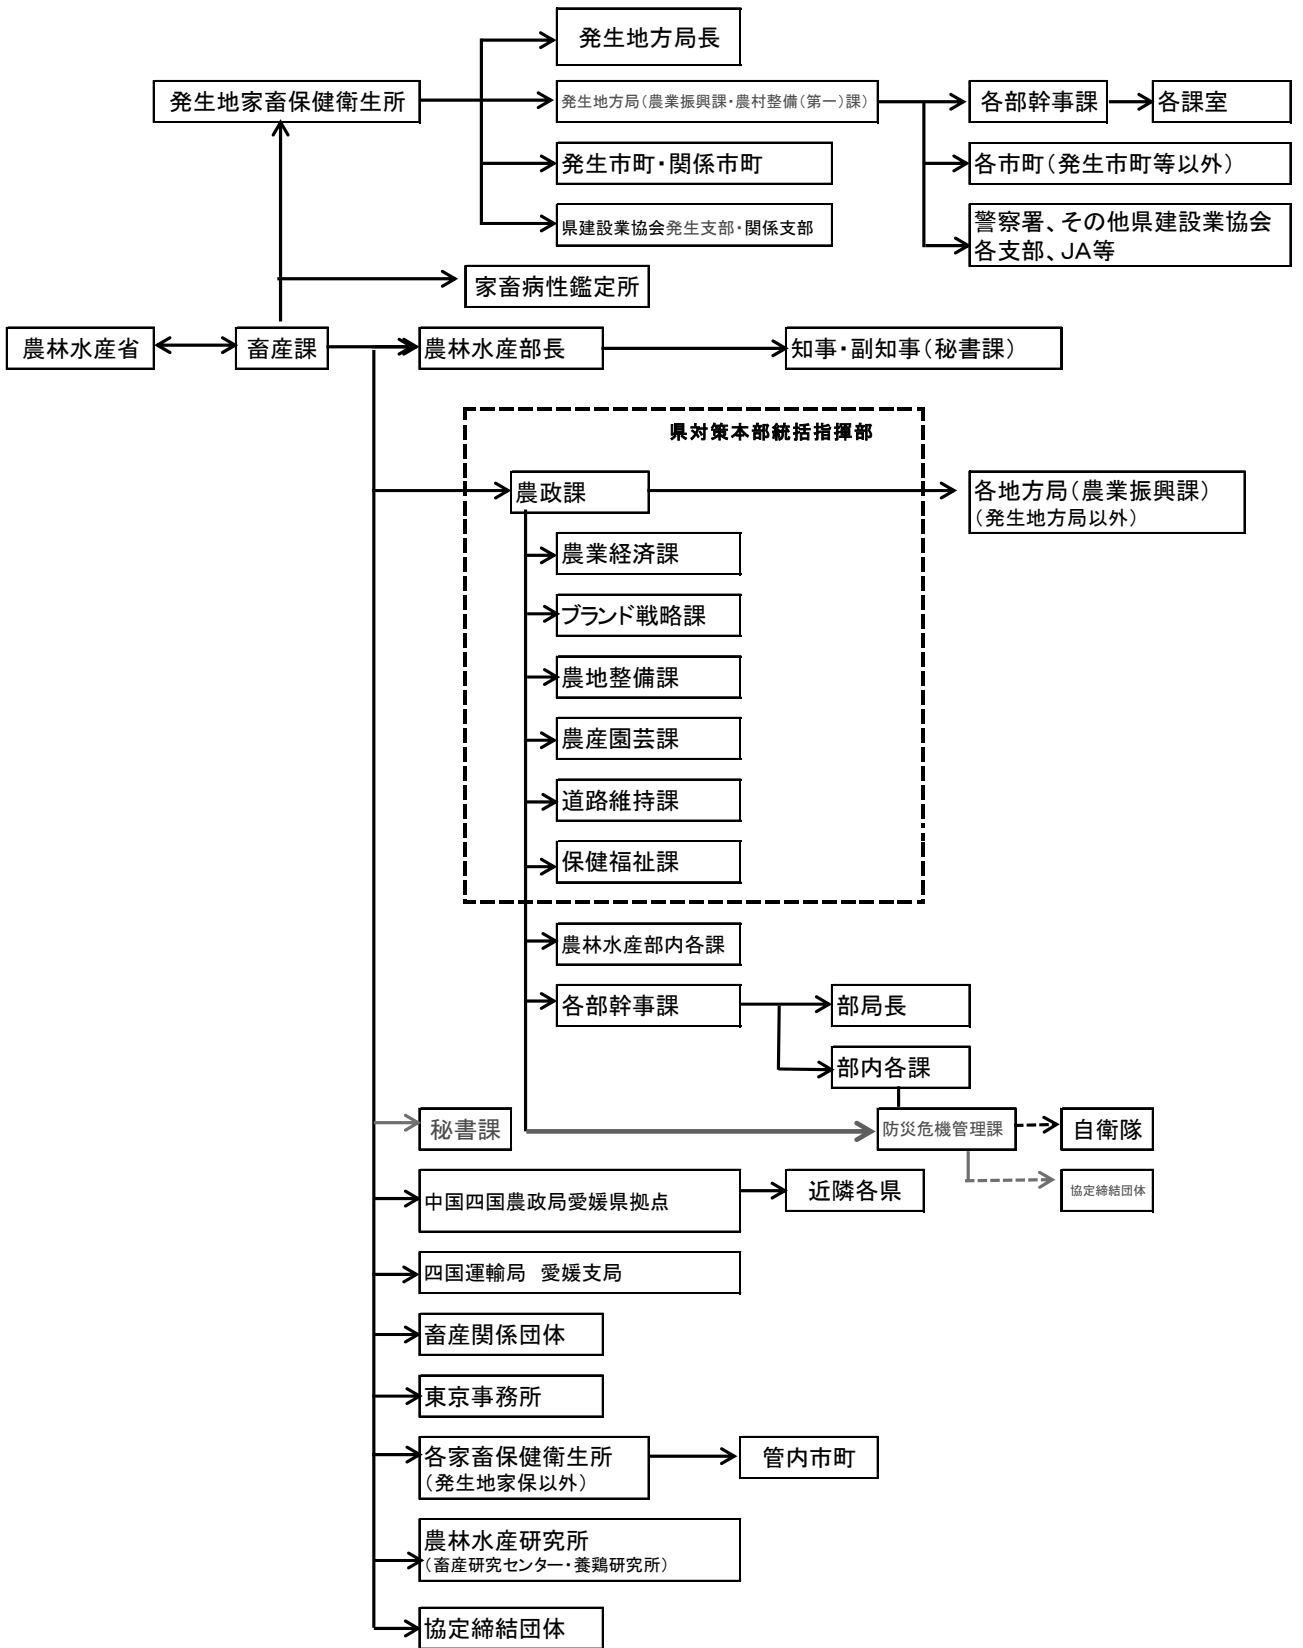 発生地方局長
発生地家畜保健衛生所
発生地方局(農業振興課・農村整備(第一)課)
各部幹事課
各課室
発生市町・関係市町
各市町(発生市町等以外)
県建設業協会発生支部・関係支部
警察署、その他県建設業協会
各支部、JA等
家畜病性鑑定所
農林水産省
畜産課
農林水産部長
知事・副知事(秘書課)
県対策本部統括指揮部
農政課
各地方局(農業振興課)
(発生地方局以外)
農業経済課
ブランド戦略課
農地整備課
農産園芸課
道路維持課
保健福祉課
農林水産部内各課
各部幹事課
部局長
部内各課
秘書課
防災危機管理課
自衛隊
中国四国農政局愛媛県拠点
近隣各県
協定締結団体
四国運輸局 愛媛支局
畜産関係団体
東京事務所
各家畜保健衛生所
(発生地家保以外)
管内市町
農林水産研究所
(畜産研究センター・養鶏研究所)
協定締結団体